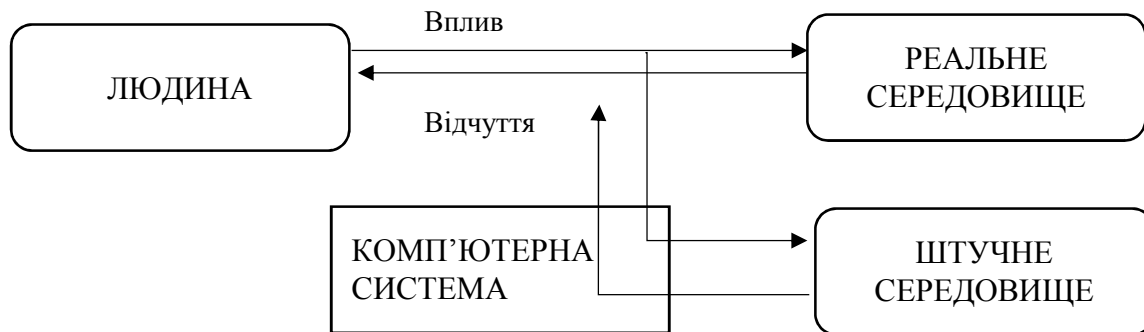 Вплив
ЛЮДИНА
РЕАЛЬНЕ
СЕРЕДОВИЩЕ
Відчуття
КОМП’ЮТЕРНА
СИСТЕМА
ШТУЧНЕ
СЕРЕДОВИЩЕ